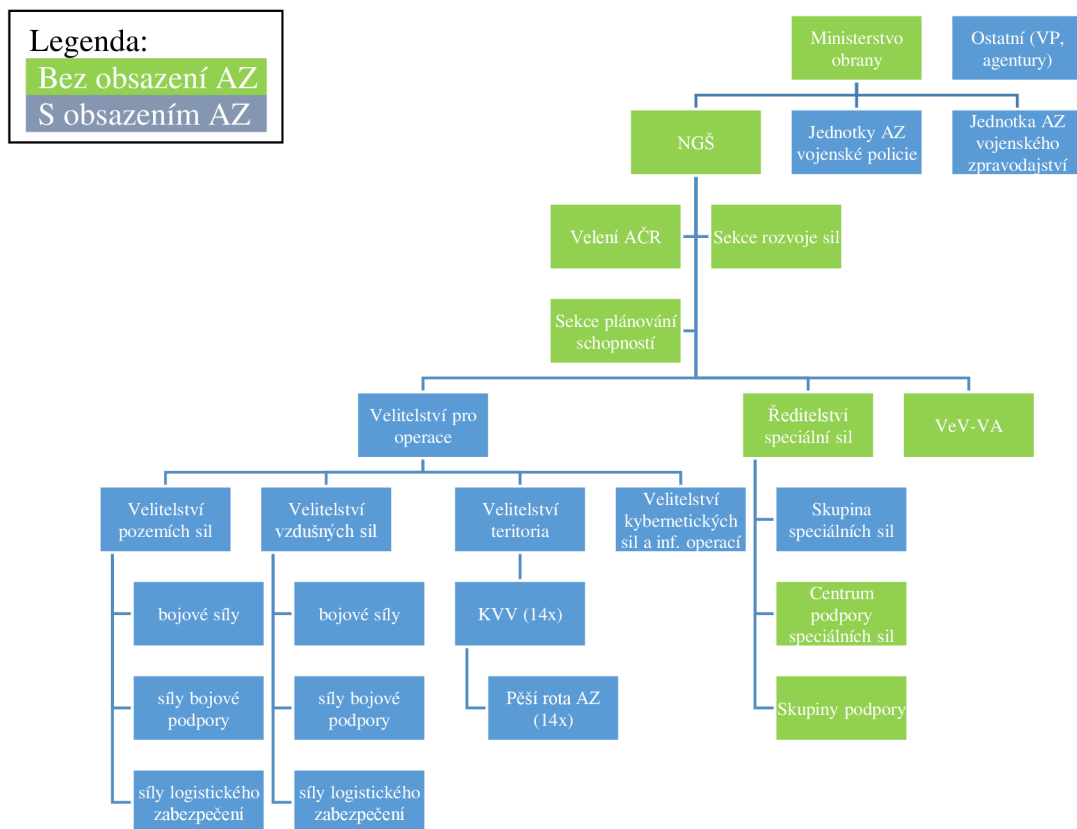 Legenda:
Bez obsazení AZ
S obsazením AZ
Ministerstvo
obrany
Ostatní (VP,
agentury)
NGŠ
Jednotky AZ
vojenské policie
Jednotka AZ
vojenského
zpravodajství
Velení AČR
Sekce rozvoje sil
Sekce plánování
schopností
Velitelství pro
operace
Ředitelství
speciální sil
VeV-VA
Velitelství
pozemích sil
Velitelství
vzdušných sil
Velitelství
teritoria
Velitelství
kybernetických
sil a inf. operací
Skupina
speciálních sil
bojové síly
bojové síly
KVV (14x)
Centrum
podpory
speciálních sil
síly bojové
podpory
síly bojové
podpory
Pěší rota AZ
(14x)
Skupiny podpory
síly logistického
zabezpečení
síly logistického
zabezpečení